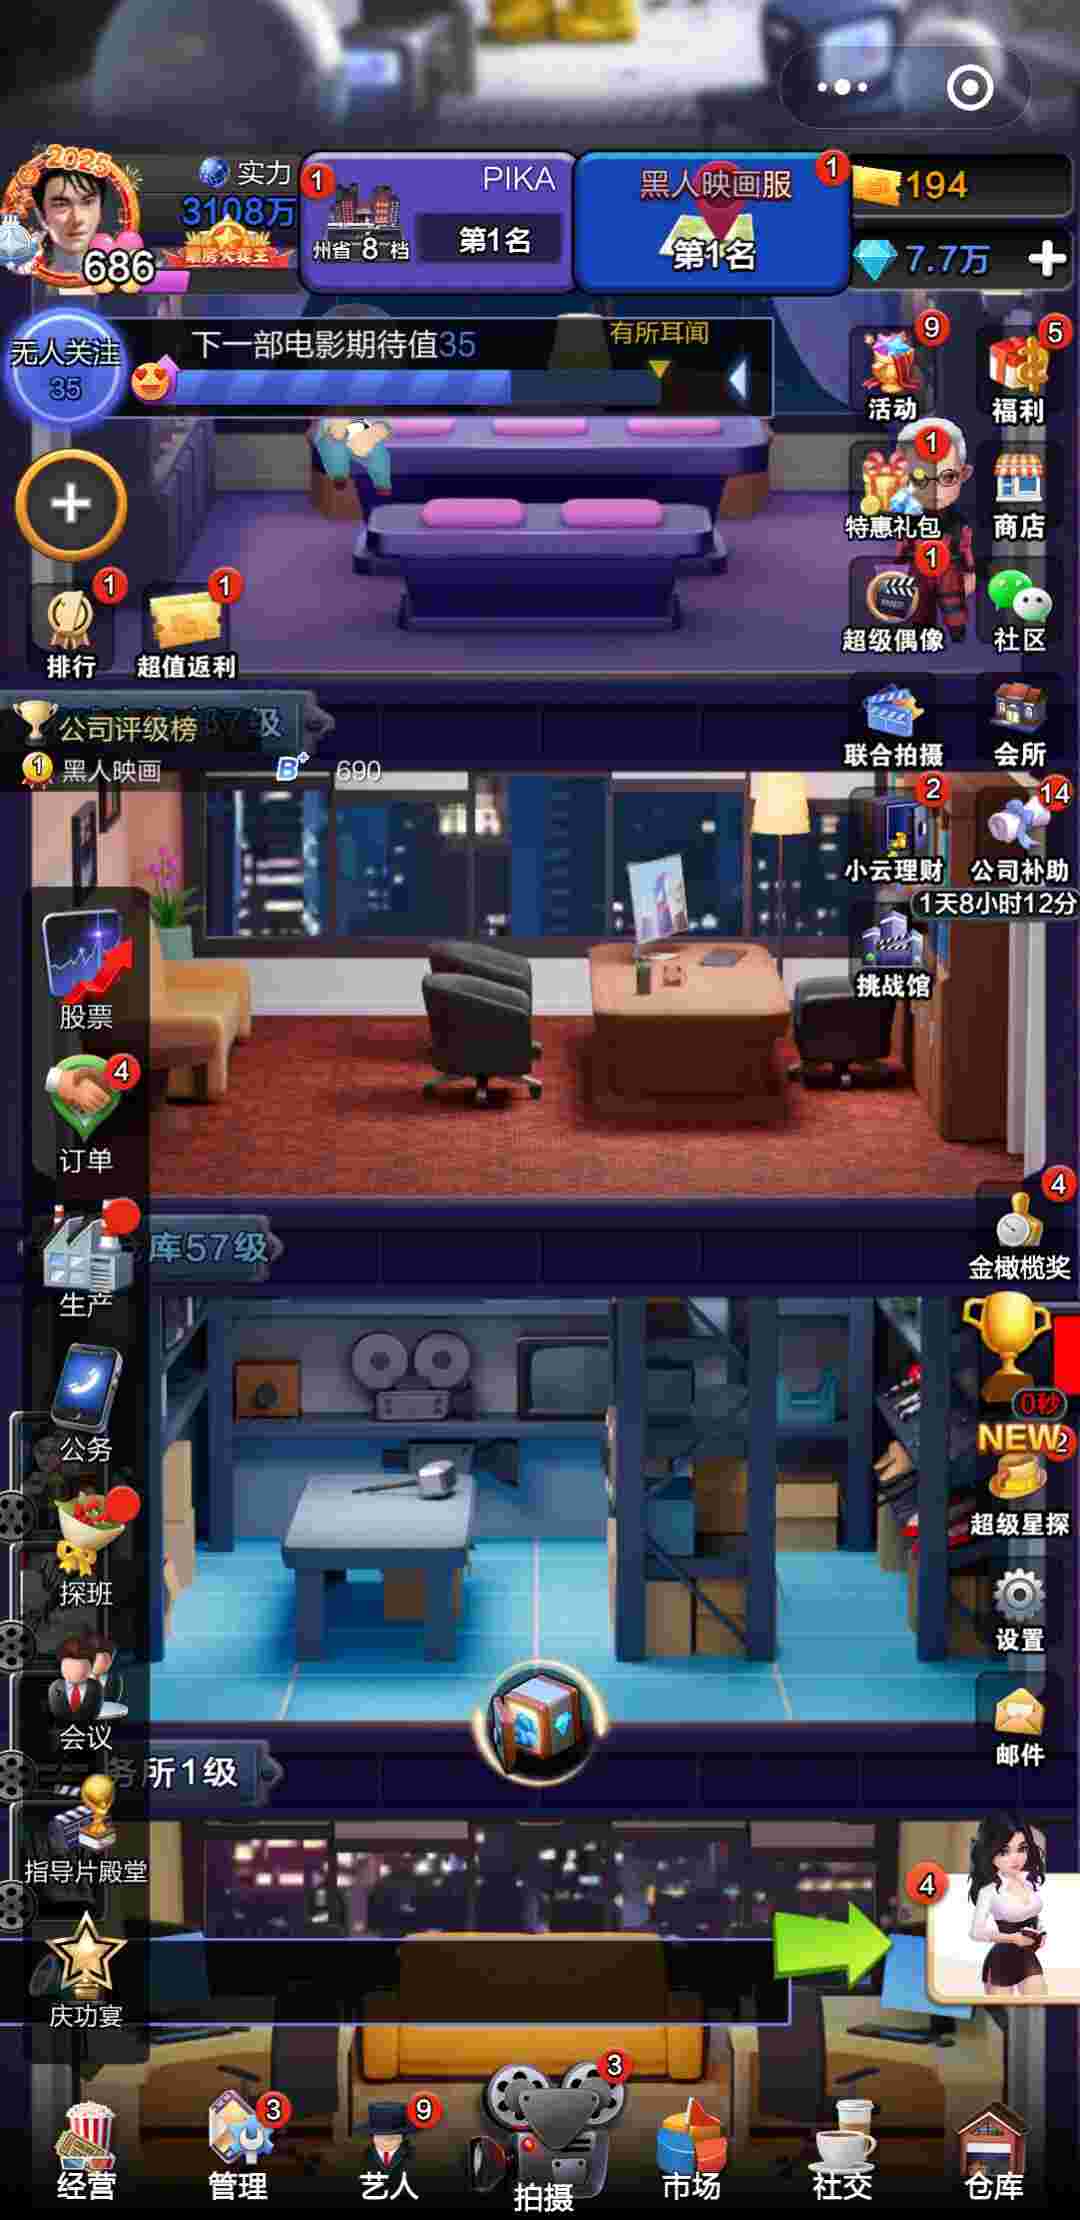 2025
实力
3108万
票房大卖王
686
1
PIKA
州省 8 档
第1名
黑人映画服
1
第1名
194
7.7万
无人关注
35
下一部电影期待值35
有所耳闻
9
活动
5
福利
1
特惠礼包
商店
1
超级偶像
社区
1
排行
1
超值返利
联合拍摄
会所
公司评级榜
7级
1
黑人映画
B+
690
2
小云理财
14
公司补助
1天8小时12分
挑战馆
股票
4
订单
库57级
生产
4
金橄榄奖
0秒
NEW
2
超级星探
公务
探班
设置
会议
邮件
务所1级
指导片殿堂
4
庆功宴
经营
3
管理
9
艺人
3
拍摄
市场
社交
仓库